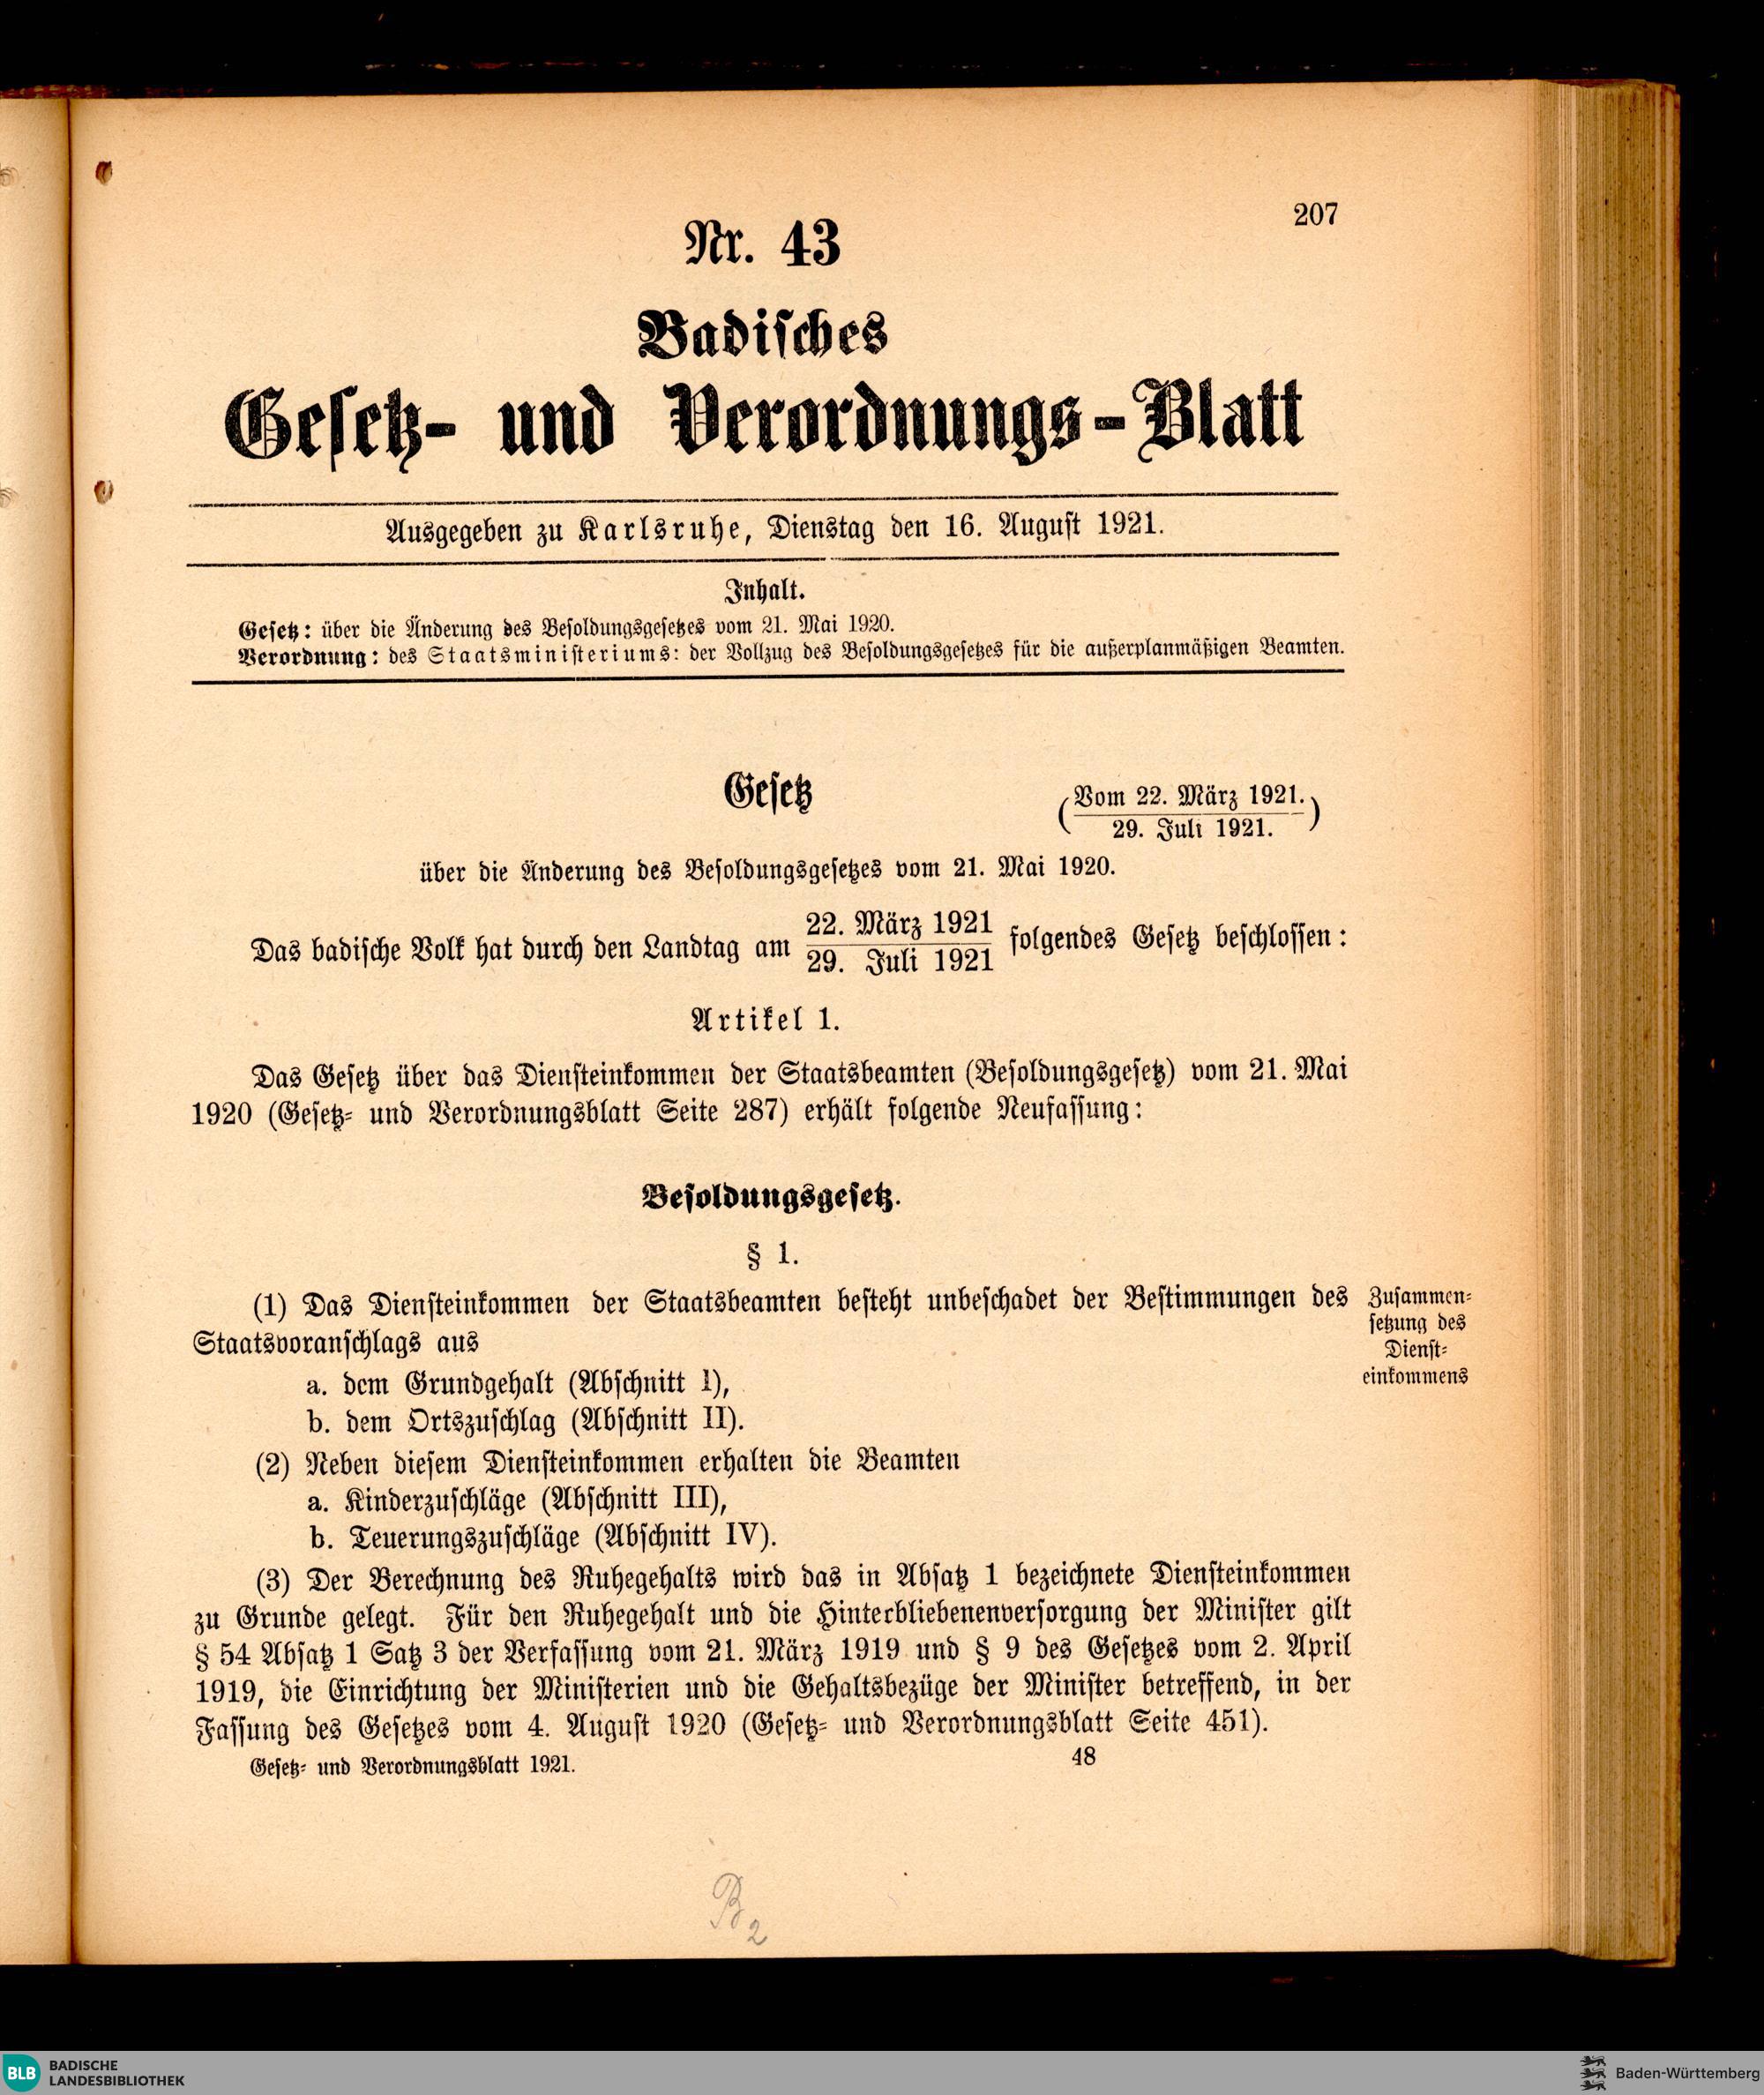 207
Nr. 43
Badisches
Gesetz- und Verordnungs-Blatt
Ausgegeben zu Karlsruhe, Dienstag den 16. August 1921.
Inhalt.
Gesetz: über die Änderung des Besoldungsgesetzes vom 21. Mai 1920.
Verordnung: des Staatsministeriums: der Vollzug des Besoldungsgesetzes für die außerplanmäßigen Beamten.
Gesetz
(Vom 22. März 1921.
29. Juli 1921.)
über die Änderung des Besoldungsgesetzes vom 21. Mai 1920.
Das badische Volk hat durch den Landtag am 22. März 1921 / 29. Juli 1921 folgendes Gesetz beschlossen:
Artikel 1.
Das Gesetz über das Diensteinkommen der Staatsbeamten (Besoldungsgesetz) vom 21. Mai
1920 (Gesetz- und Verordnungsblatt Seite 287) erhält folgende Neufassung:
Besoldungsgesetz.
§ 1.
(1) Das Diensteinkommen der Staatsbeamten besteht unbeschadet der Bestimmungen des
Staatsvoranschlags aus
Zusammen-
setzung des
Dienst-
einkommens
a. dem Grundgehalt (Abschnitt I),
b. dem Ortszuschlag (Abschnitt II).
(2) Neben diesem Diensteinkommen erhalten die Beamten
a. Kinderzuschläge (Abschnitt III),
b. Teuerungszuschläge (Abschnitt IV).
(3) Der Berechnung des Ruhegehalts wird das in Absatz 1 bezeichnete Diensteinkommen
zu Grunde gelegt. Für den Ruhegehalt und die Hinterbliebenenversorgung der Minister gilt
§ 54 Absatz 1 Satz 3 der Verfassung vom 21. März 1919 und § 9 des Gesetzes vom 2. April
1919, die Einrichtung der Ministerien und die Gehaltsbezüge der Minister betreffend, in der
Fassung des Gesetzes vom 4. August 1920 (Gesetz- und Verordnungsblatt Seite 451).
Gesetz- und Verordnungsblatt 1921.
48
B2
BLB BADISCHE
LANDESBIBLIOTHEK
Baden-Württemberg